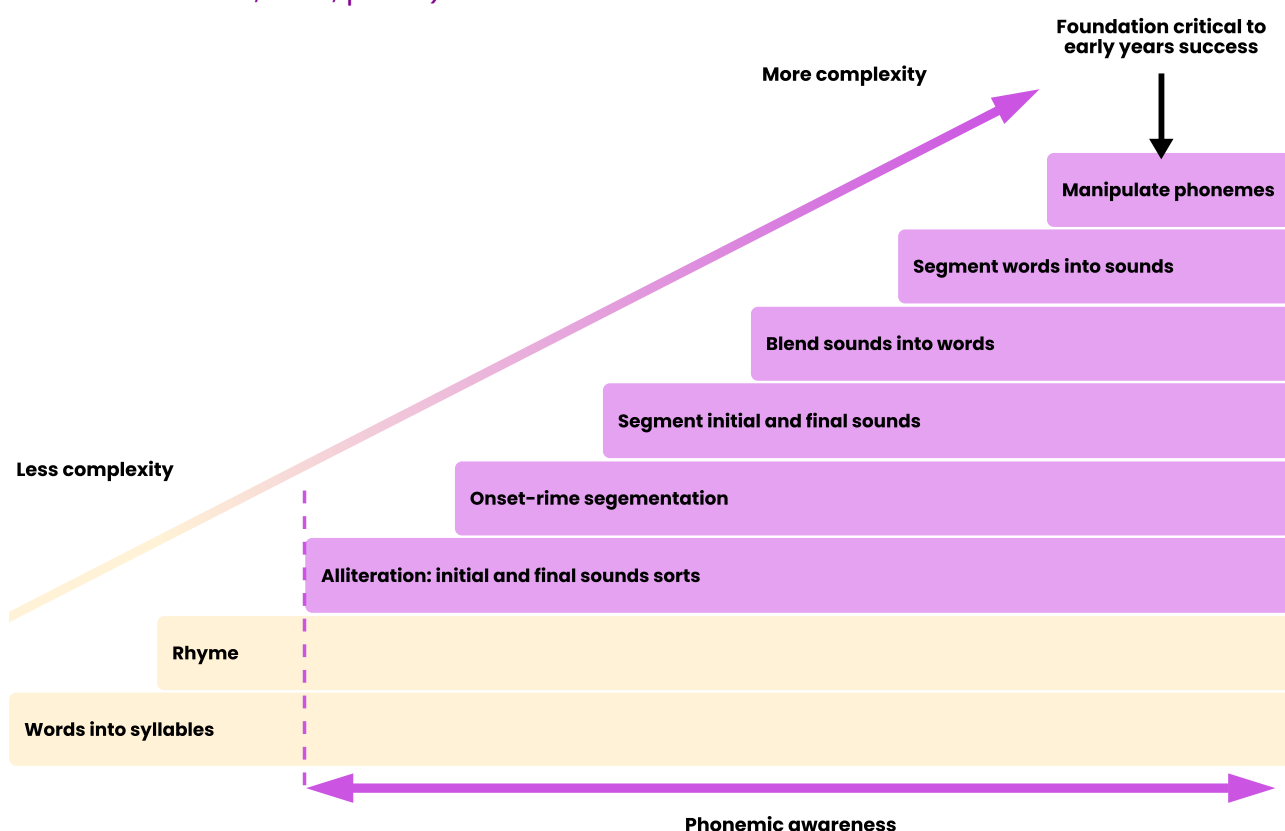 Foundation critical to
early years success
More complexity
Manipulate phonemes
Segment words into sounds
Blend sounds into words
Segment initial and final sounds
Less complexity
Onset-rime segementation
Alliteration: initial and final sounds sorts
Rhyme
Words into syllables
Phonemic awareness